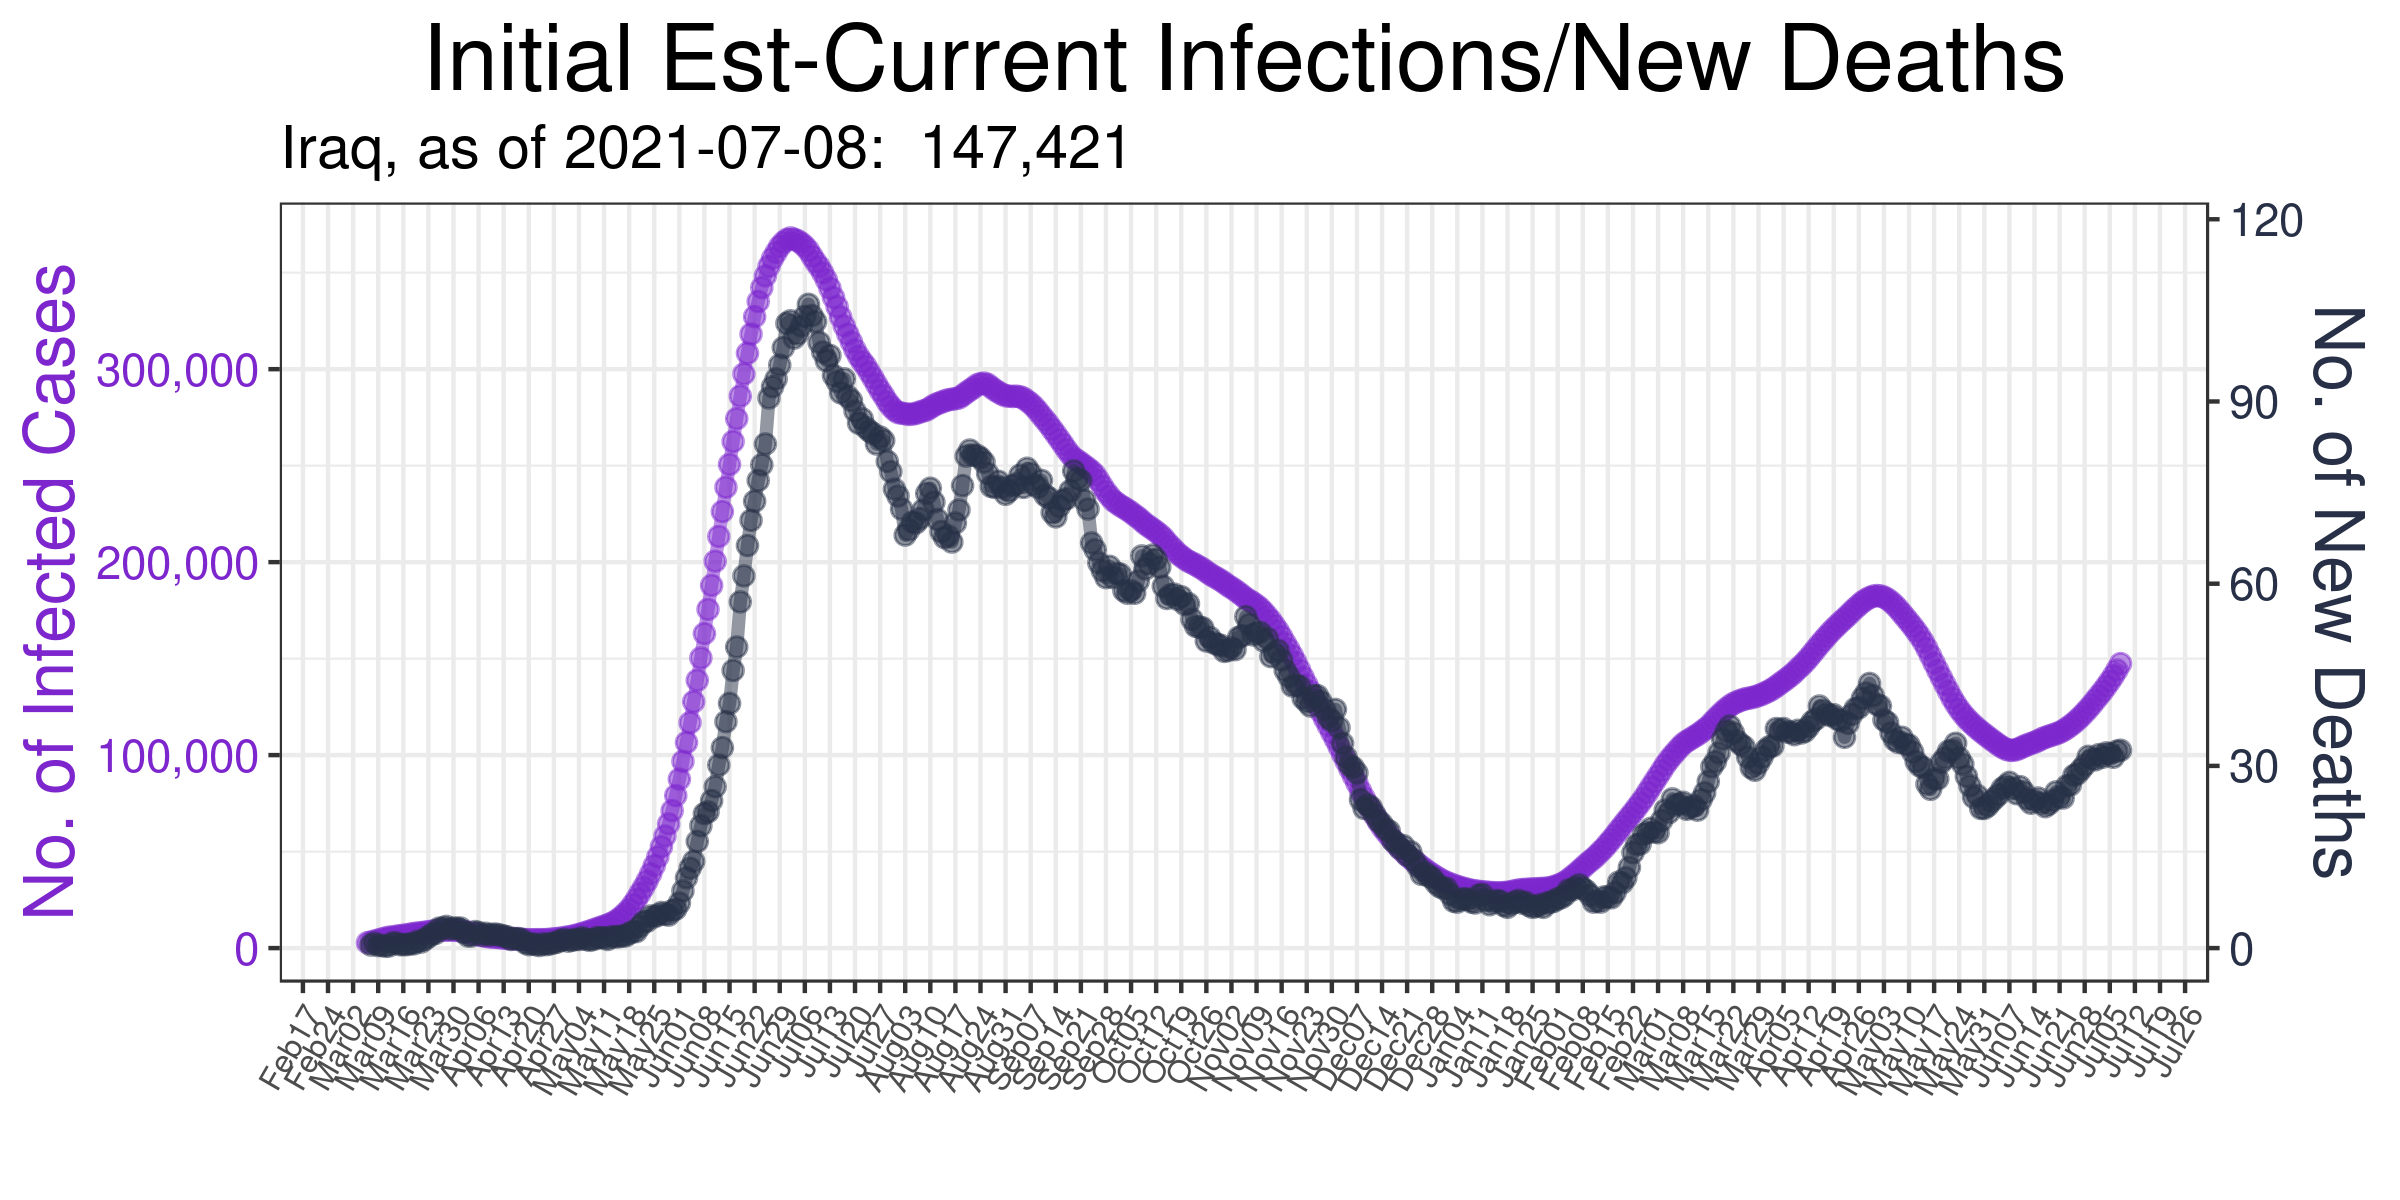 Initial Est-Current Infections/New Deaths
Iraq, as of 2021-07-08:  147,421
No. of Infected Cases
300,000
200,000
100,000
0
120
90
60
30
0
No. of New Deaths
Feb17
Feb24
Mar02
Mar09
Mar16
Mar23
Mar30
Apr06
Apr13
Apr20
Apr27
May04
May11
May18
May25
Jun01
Jun08
Jun15
Jun22
Jun29
Jul06
Jul13
Jul20
Jul27
Aug03
Aug10
Aug17
Aug24
Aug31
Sep07
Sep14
Sep21
Sep28
Oct05
Oct12
Oct19
Oct26
Nov02
Nov09
Nov16
Nov23
Nov30
Dec07
Dec14
Dec21
Dec28
Jan04
Jan11
Jan18
Jan25
Feb01
Feb08
Feb15
Feb22
Mar01
Mar08
Mar15
Mar22
Mar29
Apr05
Apr12
Apr19
Apr26
May03
May10
May17
May24
May31
Jun07
Jun14
Jun21
Jun28
Jul05
Jul12
Jul19
Jul26